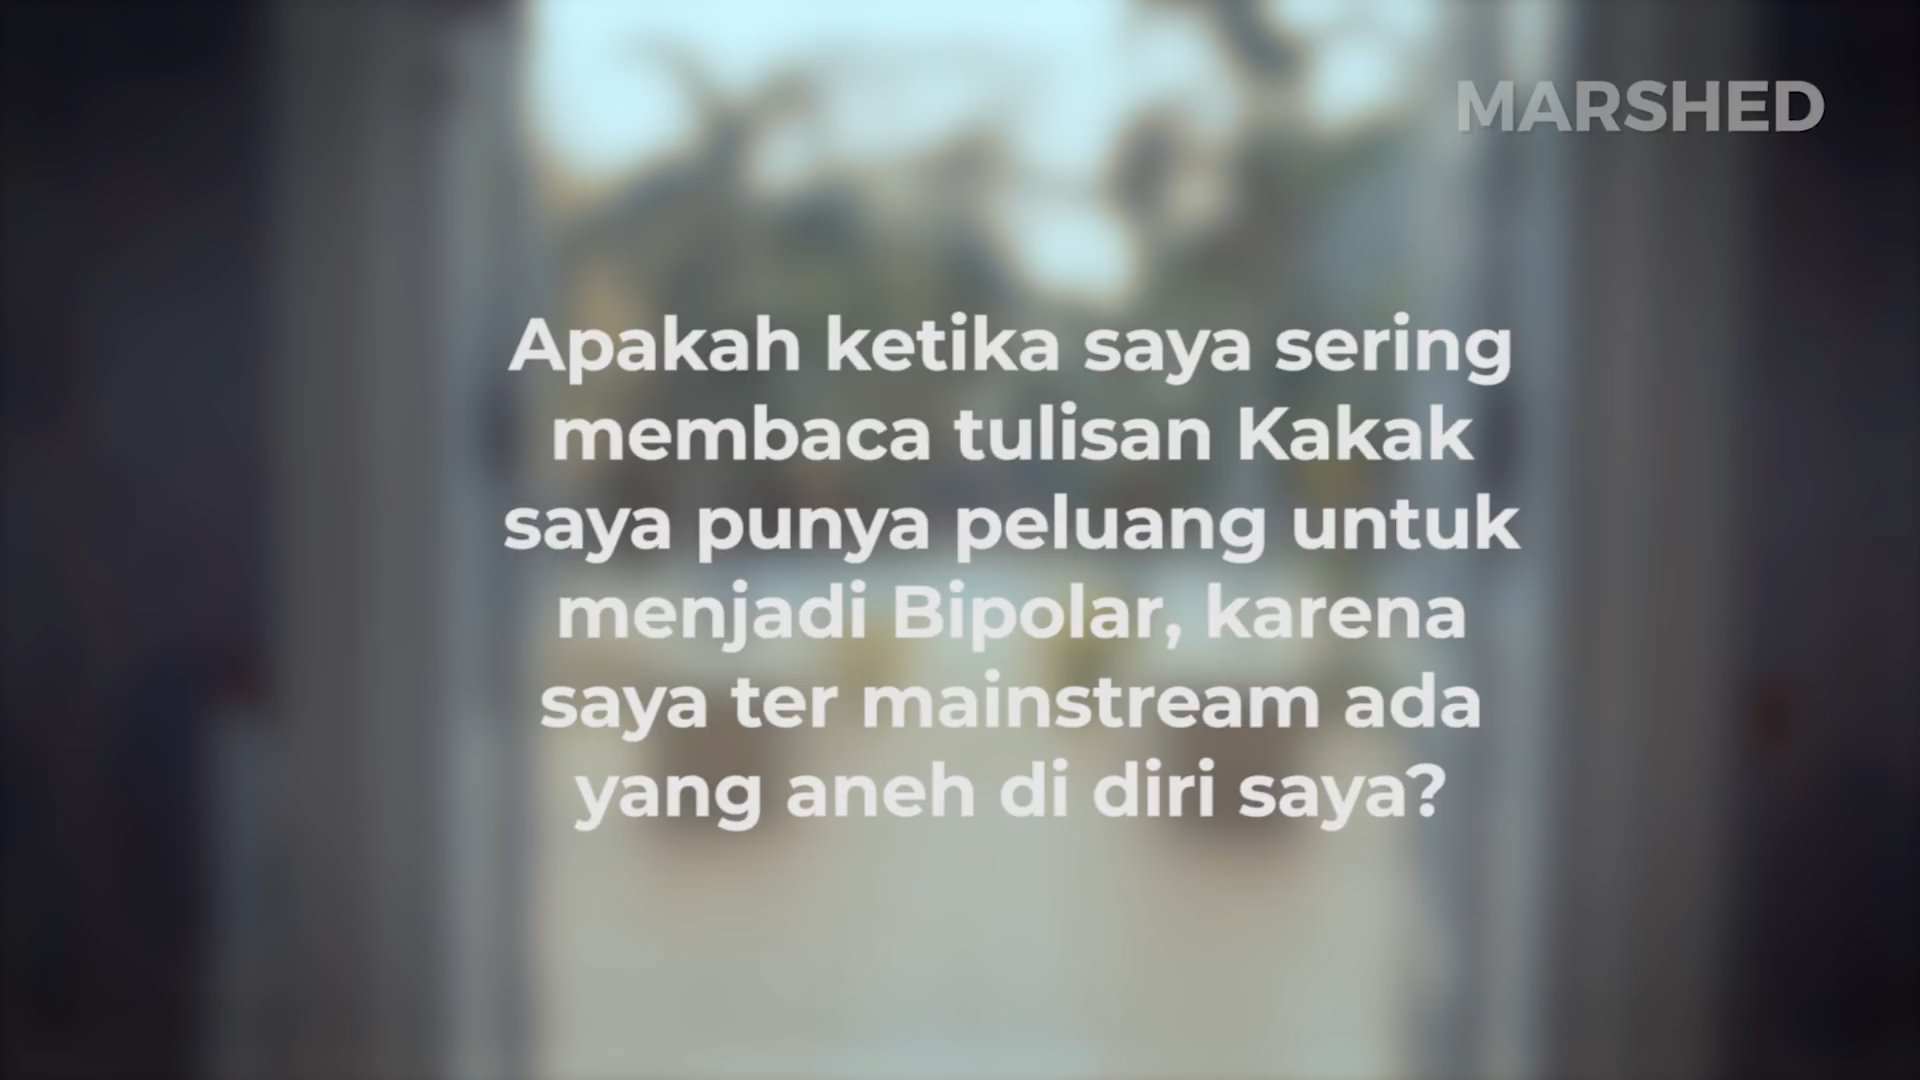 MARSHED
Apakah ketika saya sering
membaca tulisan Kakak
saya punya peluang untuk
menjadi Bipolar, karena
saya ter mainstream ada
yang aneh di diri saya?